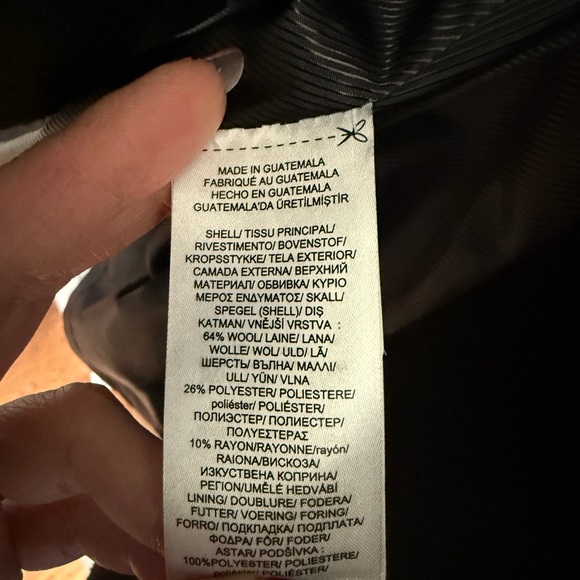 MADE IN GUATEMALA
FABRIQUÉ AU GUATEMALA
HECHO EN GUATEMALA
GUATEMALA'DA ÜRETİLMİŞTİR
SHELL/ TISSU PRINCIPAL/
RIVESTIMENTO/ BOVENSTOF/
KROPSSTYKKE/ TELA EXTERIOR/
CAMADA EXTERNA/ ВЕРХНИЙ
МАТЕРИАЛ/ ОБВИВКА/ ΚΥΡΙΟ
ΜΕΡΟΣ ΕΝΔΥΜΑΤΟΣ/ SKALL/
SPEGEL (SHELL)/ DIŞ
KATMAN/ VNĚJŠÍ VRSTVA :
64% WOOL/ LAINE/ LANA/
WOLLE/ WOL/ ULD/ LÃ/
ШЕРСТЬ/ ВЪЛНА/ ΜΑΛΛΙ/
ULL/ YÜN/ VLNA
26% POLYESTER/ POLIESTERE/
poliéster/ POLIÉSTER/
ПОЛИЭСТЕР/ ПОЛИЕСТЕР/
ΠΟΛΥΕΣΤΕΡΑΣ
10% RAYON/RAYONNE/rayón/
RAIONA/ВИСКОЗА/
ИЗКУСТВЕНА КОПРИНА/
ΡΕΓΙΟΝ/UMĚLÉ HEDVÁBÍ
LINING/ DOUBLURE/ FODERA/
FUTTER/ VOERING/ FORING/
FORRO/ ПОДКЛАДКА/ ПОДПЛАТА/
ΦΟΔΡΑ/ FÖR/ FODER/
ASTAR/ PODŠÍVKA :
100%POLYESTER/ POLIESTERE/
poliéster/ POLIÉSTER/